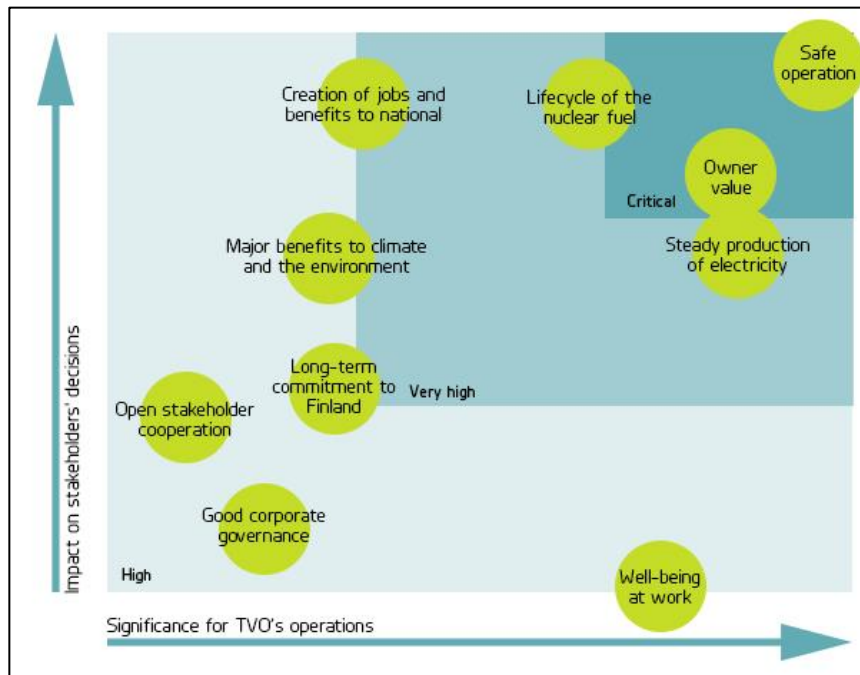 Safe
operation
Creation of jobs and
benefits to national
Lifecycle of the
nuclear fuel
Owner
value
Critical
Major benefits to climate
and the environment
Steady production
of electricity
Long-term
commitment to
Finland
Very high
Open stakeholder
cooperation
Good corporate
governance
High
Well-being
at work
Impact on stakeholders' decisions
Significance for TVO's operations